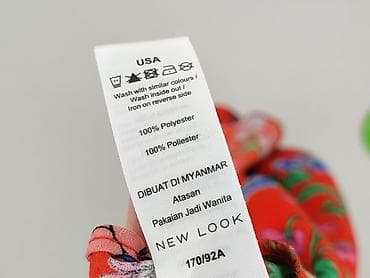 USA
Wash with similar colours /
Wash inside out /
Iron on reverse side
100% Polyester
100% Poliester
DIBUAT DI MYANMAR
Atasan
Pakaian Jadi Wanita
NEW LOOK
170/92A